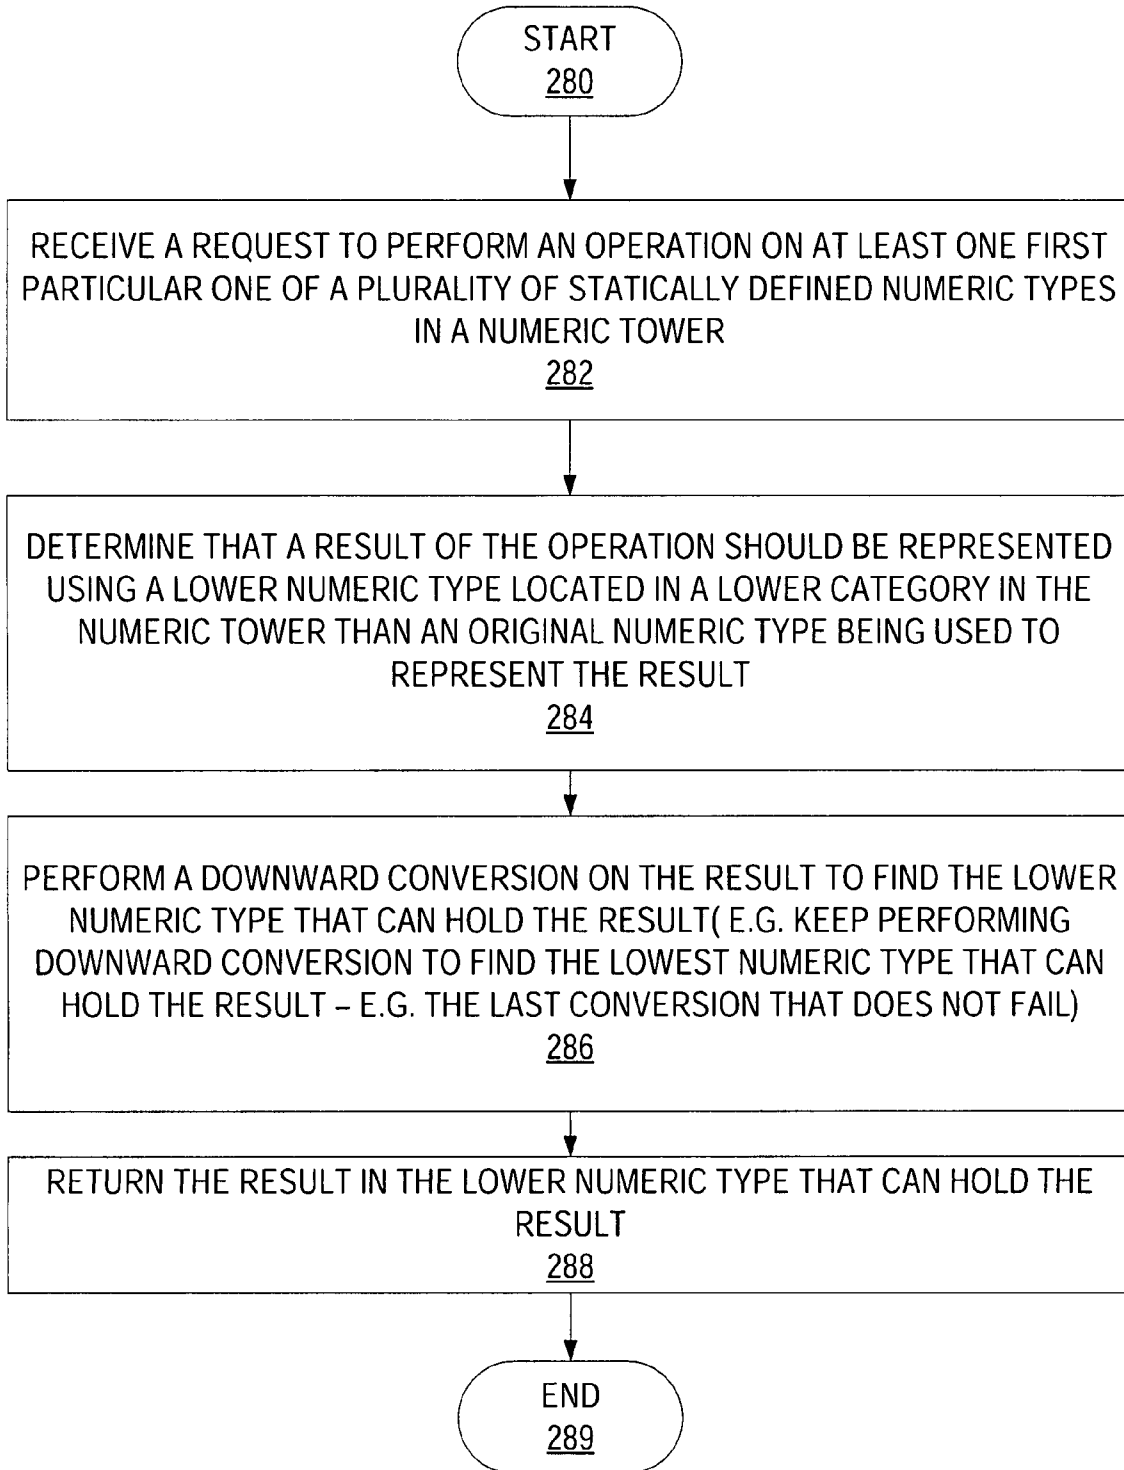 START
280
RECEIVE A REQUEST TO PERFORM AN OPERATION ON AT LEAST ONE FIRST
PARTICULAR ONE OF A PLURALITY OF STATICALLY DEFINED NUMERIC TYPES
IN A NUMERIC TOWER
282
DETERMINE THAT A RESULT OF THE OPERATION SHOULD BE REPRESENTED
USING A LOWER NUMERIC TYPE LOCATED IN A LOWER CATEGORY IN THE
NUMERIC TOWER THAN AN ORIGINAL NUMERIC TYPE BEING USED TO
REPRESENT THE RESULT
284
PERFORM A DOWNWARD CONVERSION ON THE RESULT TO FIND THE LOWER
NUMERIC TYPE THAT CAN HOLD THE RESULT( E.G. KEEP PERFORMING
DOWNWARD CONVERSION TO FIND THE LOWEST NUMERIC TYPE THAT CAN
HOLD THE RESULT – E.G. THE LAST CONVERSION THAT DOES NOT FAIL)
286
RETURN THE RESULT IN THE LOWER NUMERIC TYPE THAT CAN HOLD THE
RESULT
288
END
289